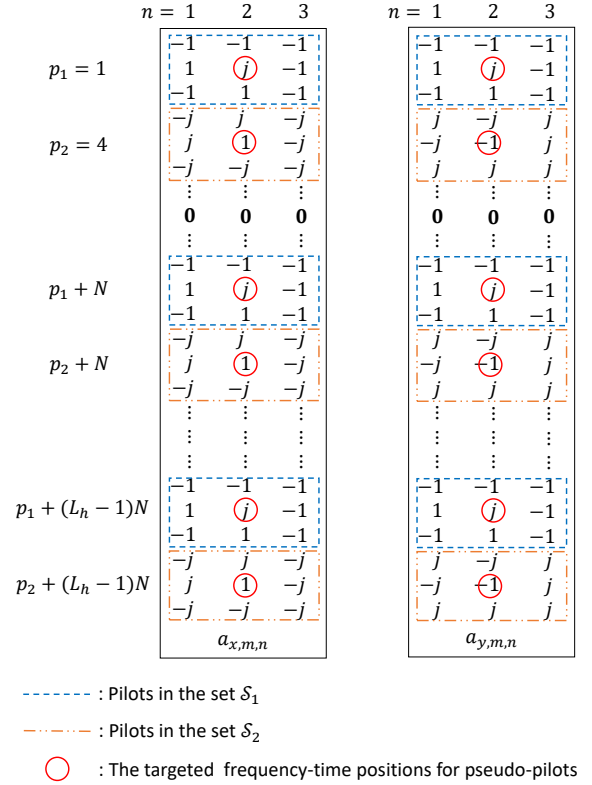 n = 1 2 3 n = 1 2 3
−1 −1 −1 −1 −1 −1
p₁ = 1 1 j −1 1 j −1
−1 1 −1 −1 1 −1
−j j −j j −j j
p₂ = 4 j 1 −j −j −1 j
−j −j −j j j j
⋮ ⋮ ⋮ ⋮ ⋮ ⋮
0 0 0 0 0 0
⋮ ⋮ ⋮ ⋮ ⋮ ⋮
−1 −1 −1 −1 −1 −1
p₁ + N 1 j −1 1 j −1
−1 1 −1 −1 1 −1
−j j −j j −j j
p₂ + N j 1 −j −j −1 j
−j −j −j j j j
⋮ ⋮ ⋮ ⋮ ⋮ ⋮
⋮ ⋮ ⋮ ⋮ ⋮ ⋮
−1 −1 −1 −1 −1 −1
p₁ + (Lₕ − 1)N 1 j −1 1 j −1
−1 1 −1 −1 1 −1
−j j −j j −j j
p₂ + (Lₕ − 1)N j 1 −j −j −1 j
−j −j −j j j j
a_{x,m,n} a_{y,m,n}
: Pilots in the set 𝒮₁
: Pilots in the set 𝒮₂
: The targeted frequency-time positions for pseudo-pilots